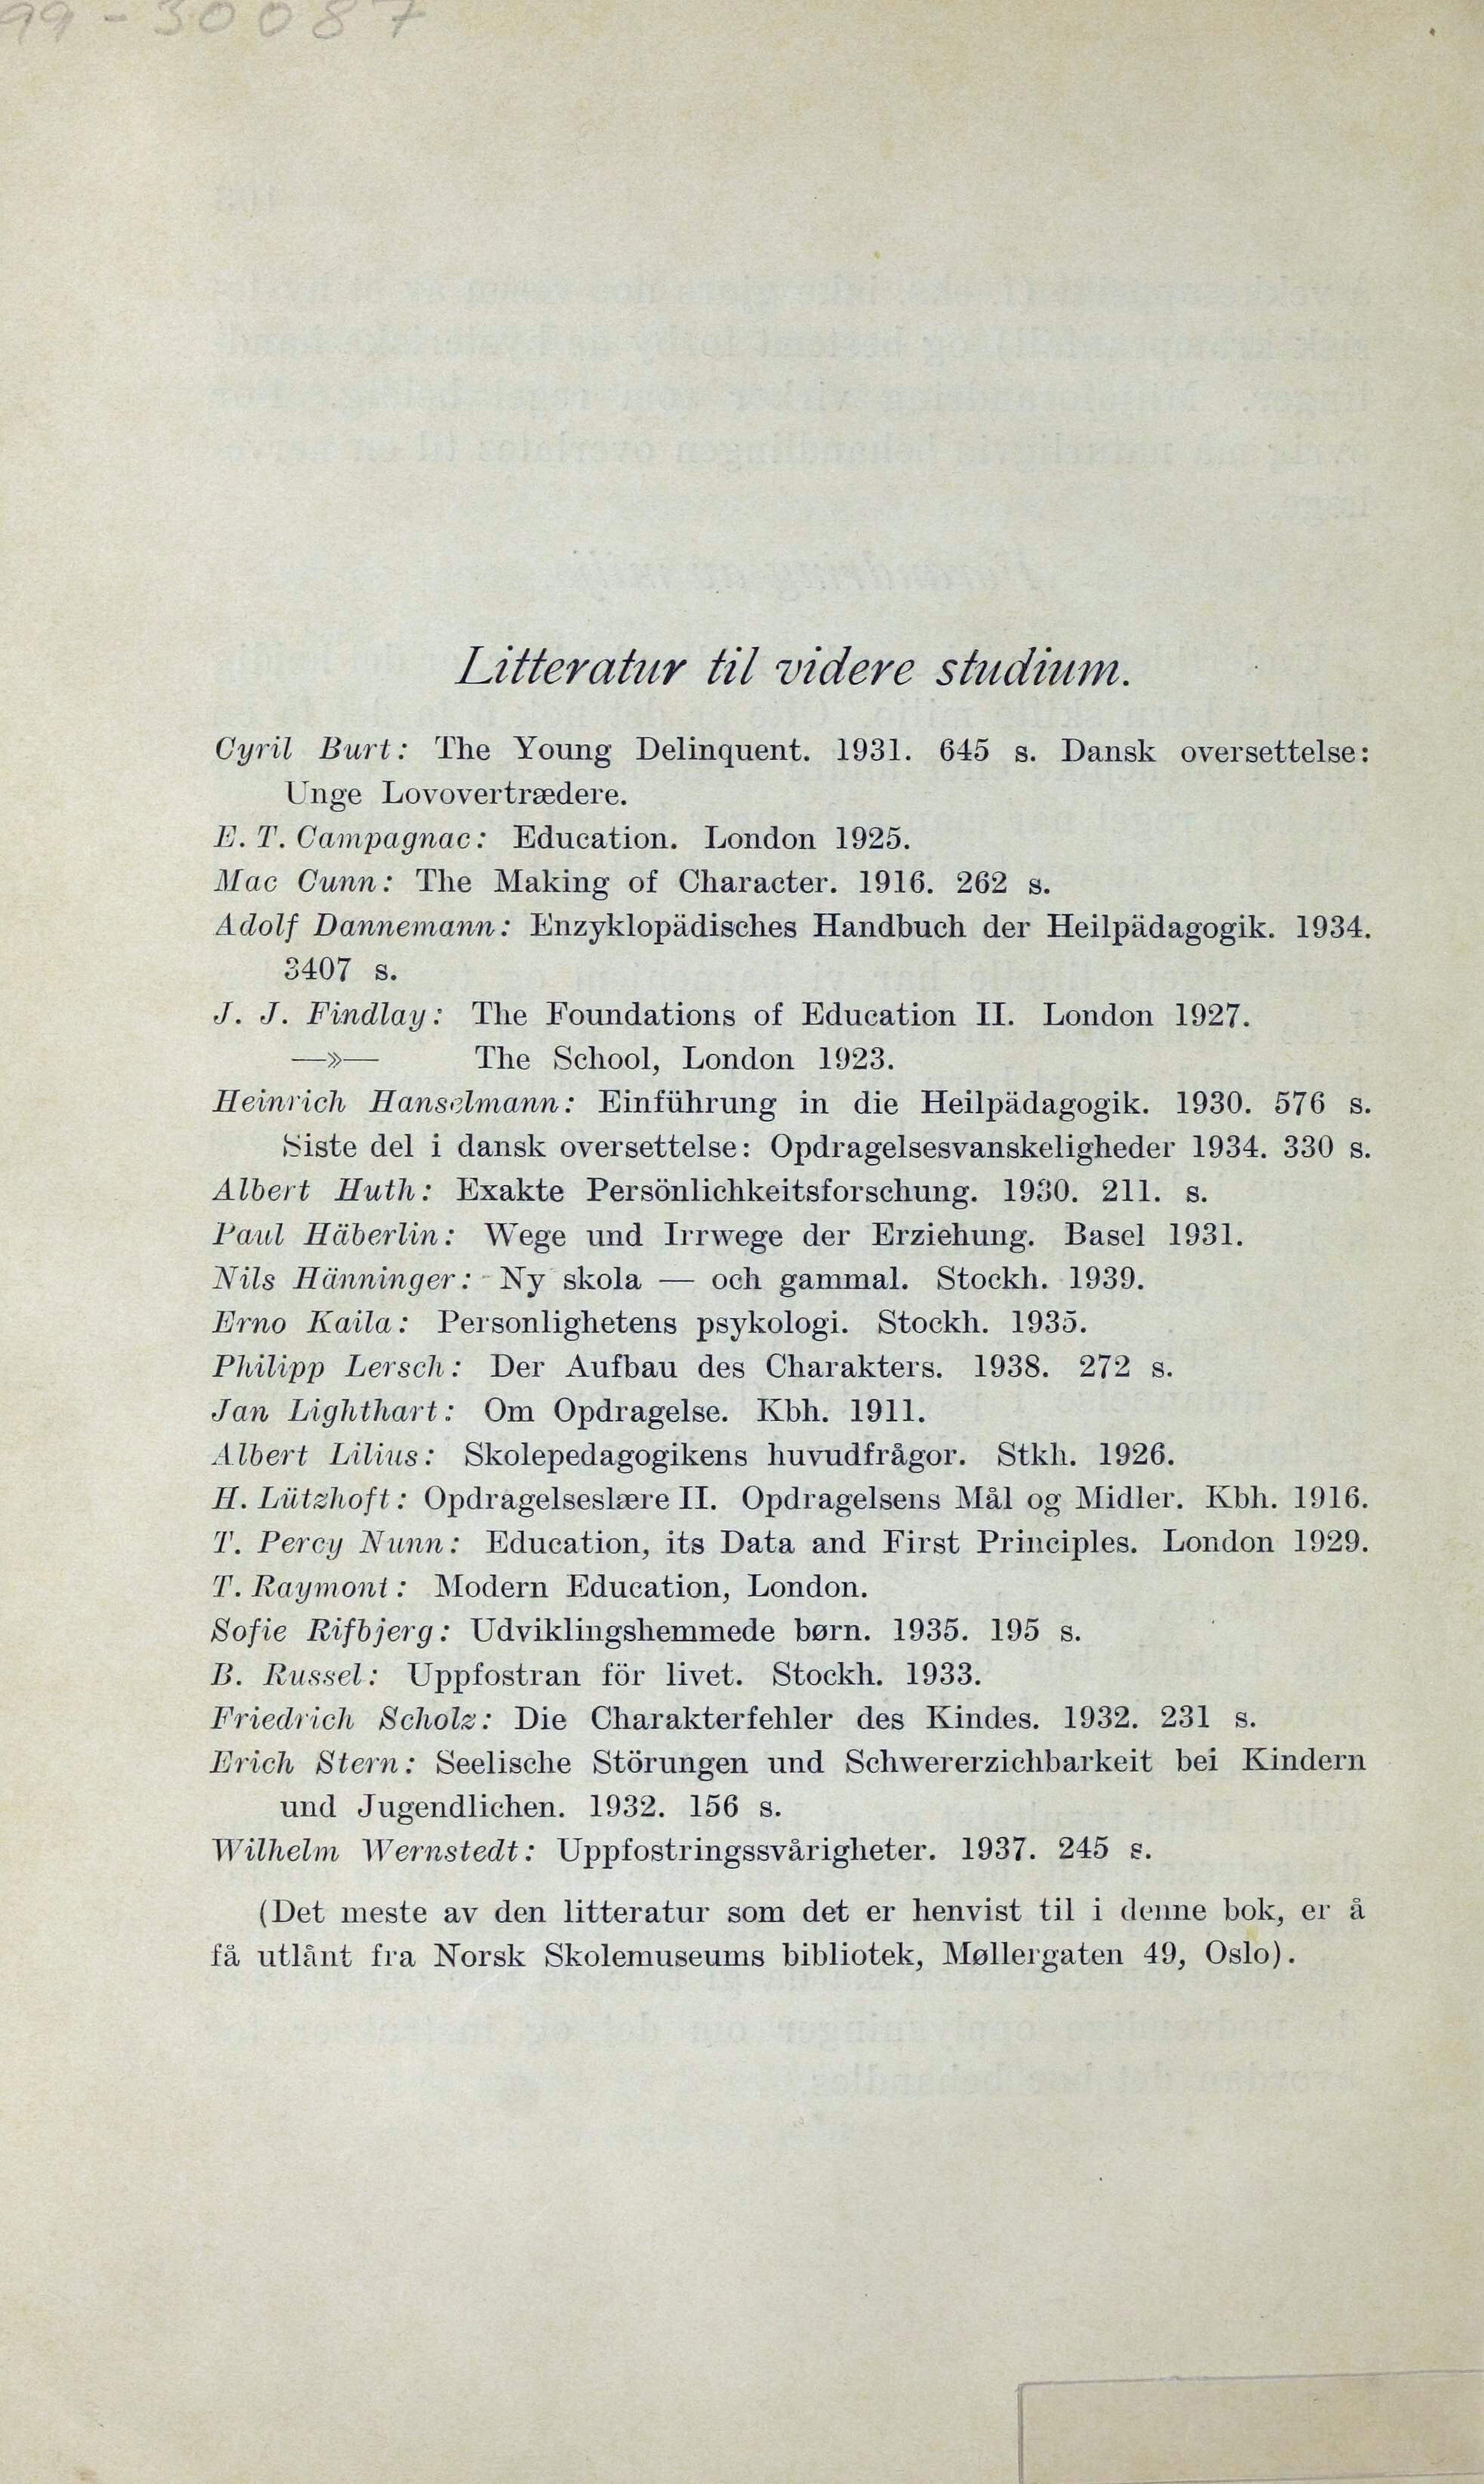 99-30087
Litteratur til videre studium.
Cyril Burt: The Young Delinquent. 1931. 645 s. Dansk oversettelse:
Unge Lovovertrædere.
E. T. Campagnac: Education. London 1925.
Mac Cunn: The Making of Character. 1916. 262 s.
Adolf Dannemann: Enzyklopädisches Handbuch der Heilpädagogik. 1934.
3407 s.
J. J. Findlay: The Foundations of Education II. London 1927.
—»— The School, London 1923.
Heinrich Hanselmann: Einführung in die Heilpädagogik. 1930. 576 s.
Siste del i dansk oversettelse: Opdragelsesvanskeligheder 1934. 330 s.
Albert Huth: Exakte Persönlichkeitsforschung. 1930. 211. s.
Paul Häberlin: Wege und Irrwege der Erziehung. Basel 1931.
Nils Hänninger: Ny skola — och gammal. Stockh. 1939.
Erno Kaila: Personlighetens psykologi. Stockh. 1935.
Philipp Lersch: Der Aufbau des Charakters. 1938. 272 s.
Jan Lighthart: Om Opdragelse. Kbh. 1911.
Albert Lilius: Skolepedagogikens huvudfrågor. Stkh. 1926.
H. Lützhoft: Opdragelseslære II. Opdragelsens Mål og Midler. Kbh. 1916.
T. Percy Nunn: Education, its Data and First Principles. London 1929.
T. Raymont: Modern Education, London.
Sofie Rifbjerg: Udviklingshemmede børn. 1935. 195 s.
B. Russel: Uppfostran för livet. Stockh. 1933.
Friedrich Scholz: Die Charakterfehler des Kindes. 1932. 231 s.
Erich Stern: Seelische Störungen und Schwererzichbarkeit bei Kindern
und Jugendlichen. 1932. 156 s.
Wilhelm Wernstedt: Uppfostringssvårigheter. 1937. 245 s.
(Det meste av den litteratur som det er henvist til i denne bok, er å
få utlånt fra Norsk Skolemuseums bibliotek, Møllergaten 49, Oslo).